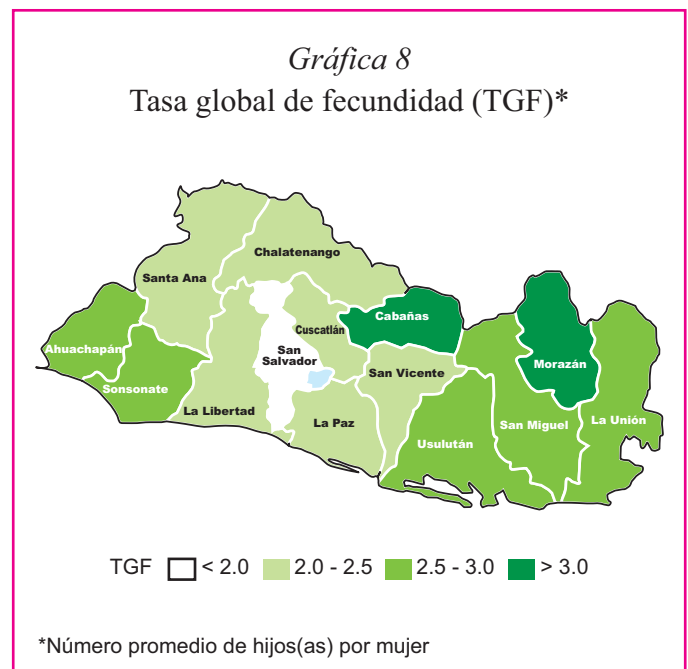 Gráfica 8
Tasa global de fecundidad (TGF)*
Chalatenango
Santa Ana
Cabañas
Cuscatlán
Ahuachapán
San
Salvador
Morazán
San Vicente
Sonsonate
La Libertad
La Paz
La Unión
San Miguel
Usulután
TGF < 2.0 2.0 - 2.5 2.5 - 3.0 > 3.0
*Número promedio de hijos(as) por mujer